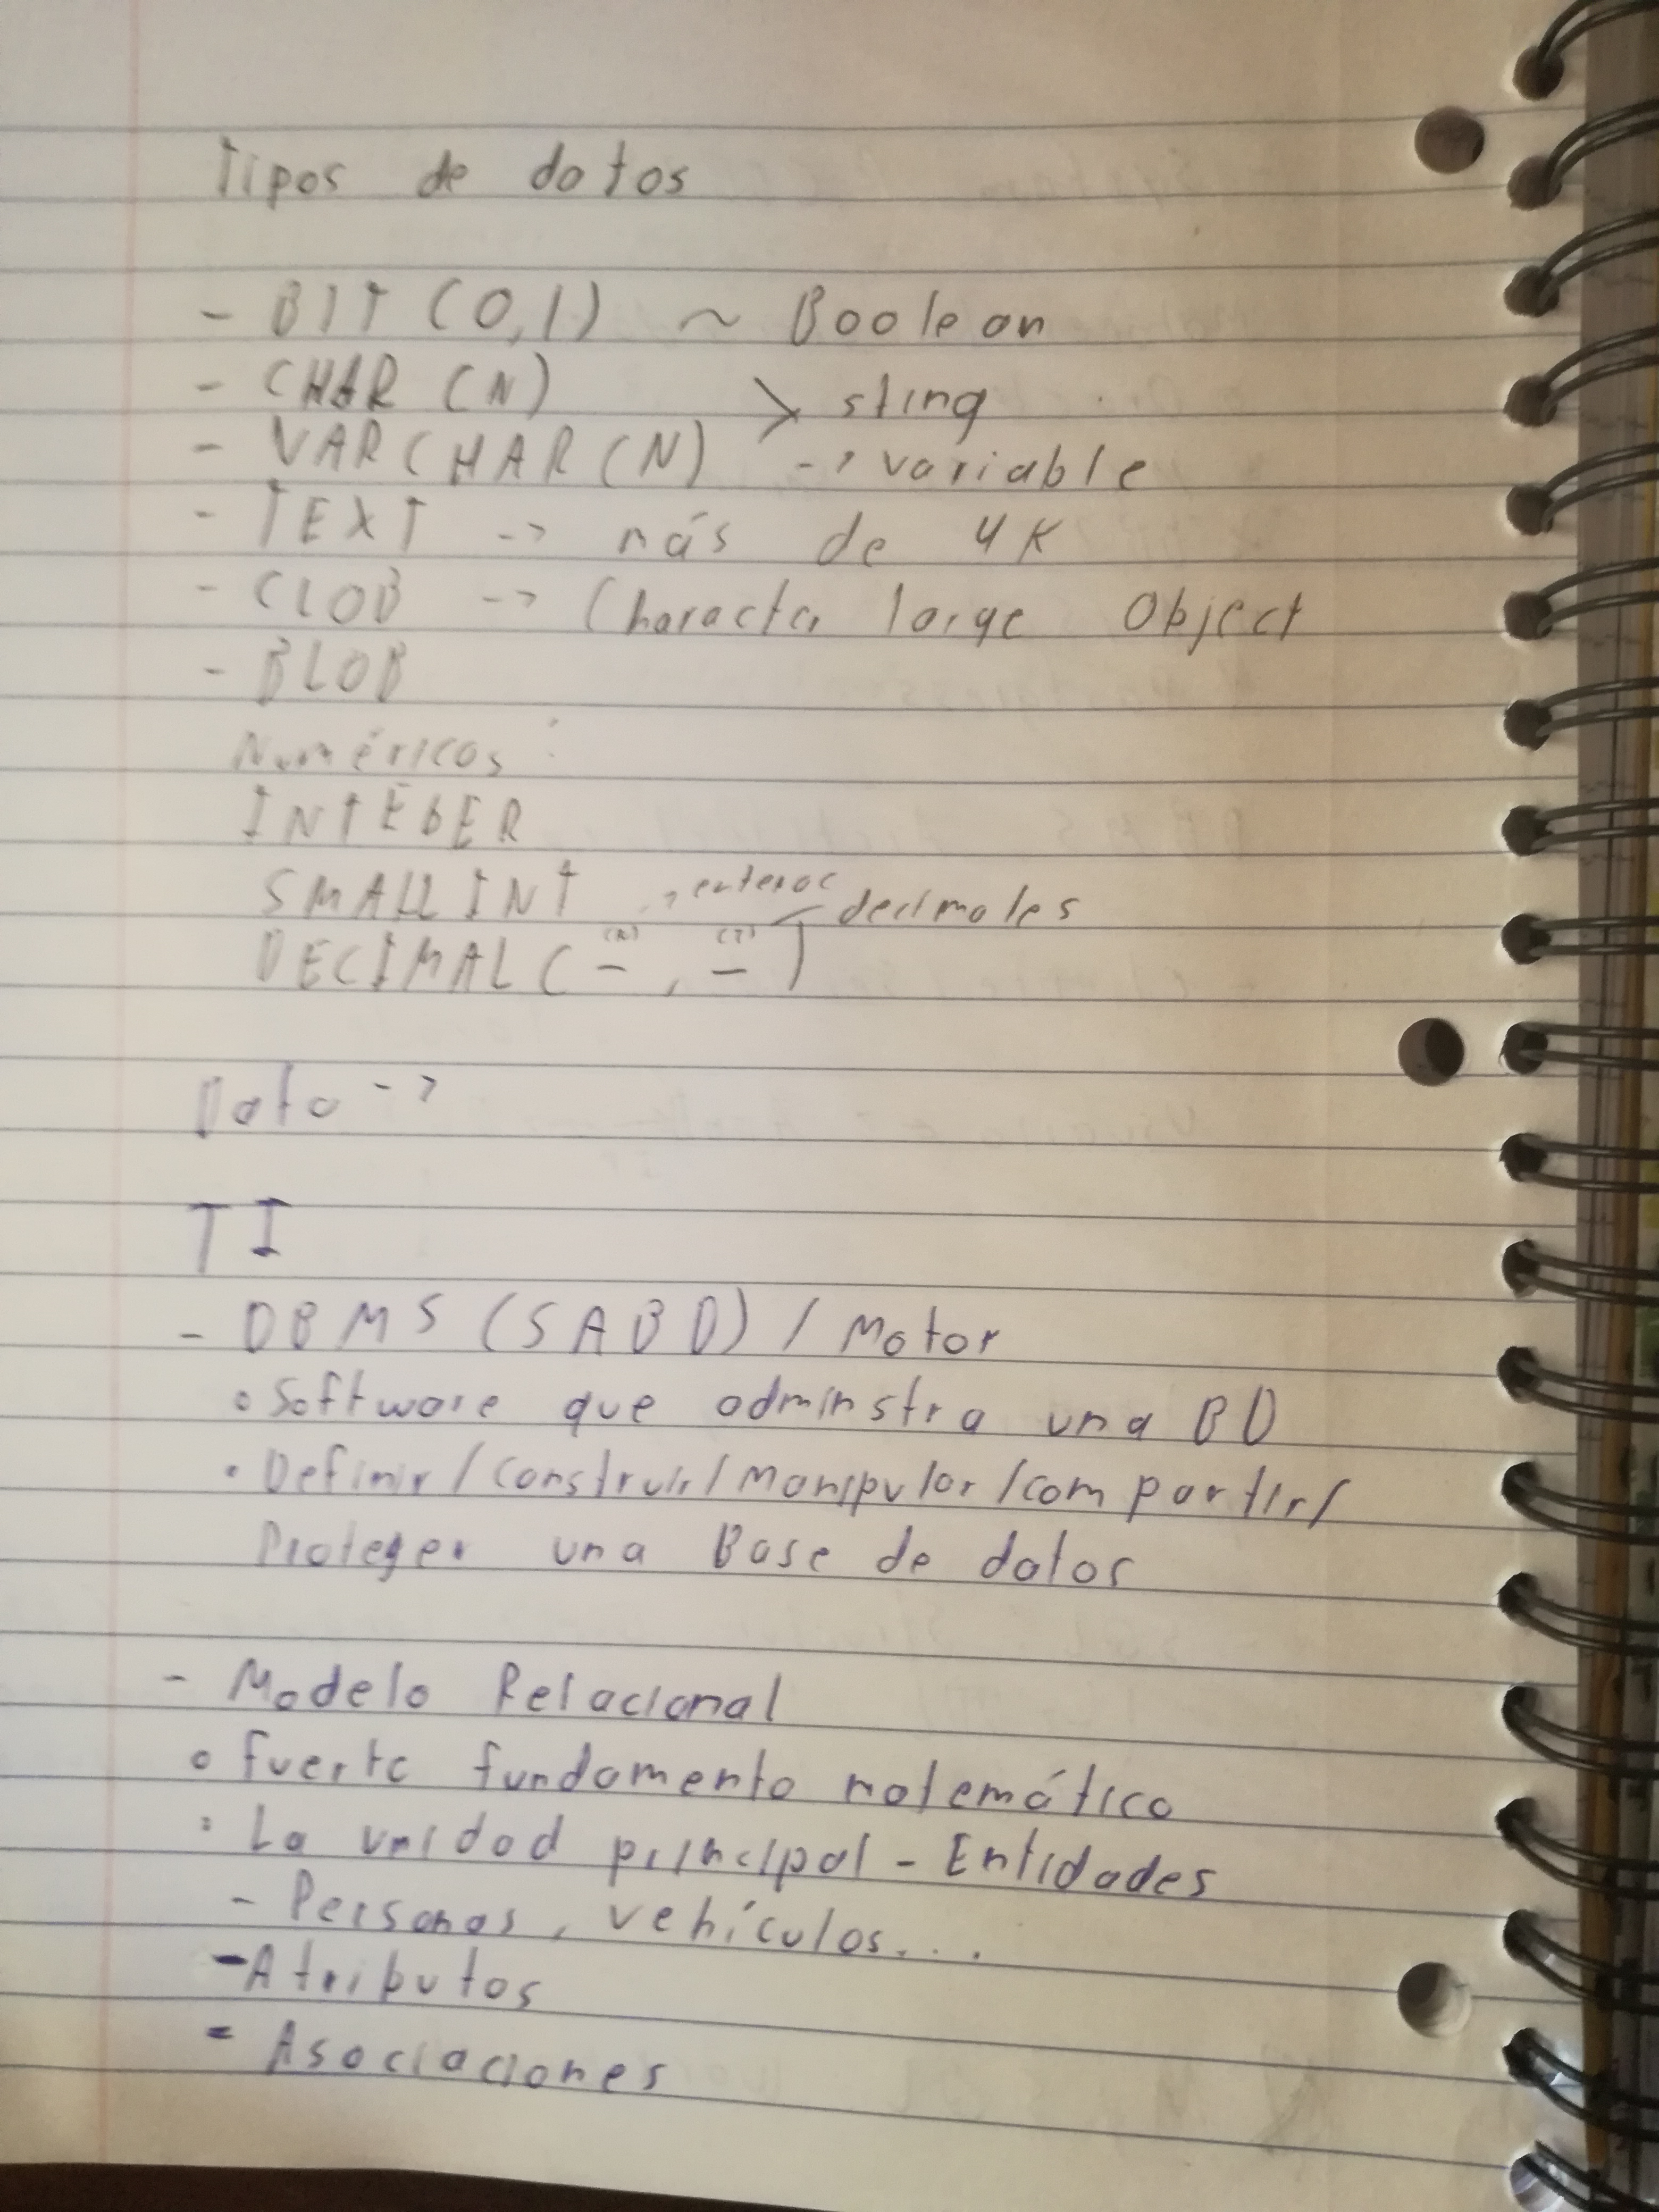 Tipos de datos
- BIT (0,1) ~ Boolean
- CHAR (N)
> sting
- VARCHAR (N) -> variable
- TEXT -> más de 4K
- CLOB -> Character large Object
- BLOB
Numéricos :
INTEGER
SMALLINT
, enteros
decimales
DECIMAL ( _ , _ )
Dato ->
TI
- DBMS (SABD) / Motor
° Software que adminstra una BD
• Definir / Construir / Manipular / compartir /
Proteger una Base de datos
- Modelo Relacional
° Fuerte fundamento matemático
° La unidad principal - Entidades
- Personas, vehículos...
- Atributos
- Asociaciones